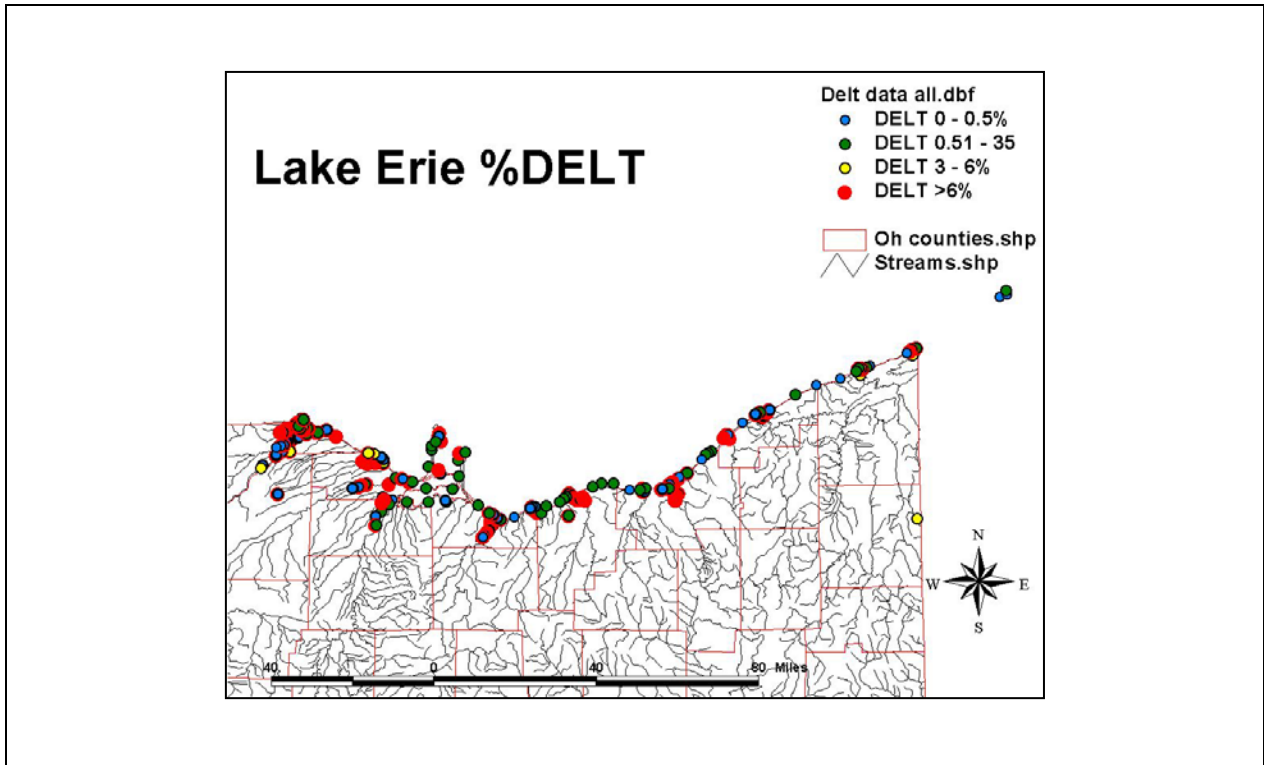 Delt data all.dbf
DELT 0 - 0.5%
DELT 0.51 - 35
DELT 3 - 6%
DELT >6%
Lake Erie %DELT
Oh counties.shp
Streams.shp
N
W
E
S
40
0
40
80 Miles